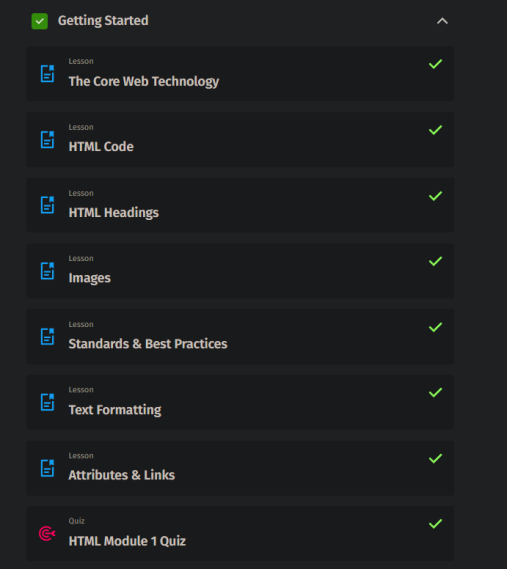 Getting Started
Lesson
The Core Web Technology
Lesson
HTML Code
Lesson
HTML Headings
Lesson
Images
Lesson
Standards & Best Practices
Lesson
Text Formatting
Lesson
Attributes & Links
Quiz
HTML Module 1 Quiz